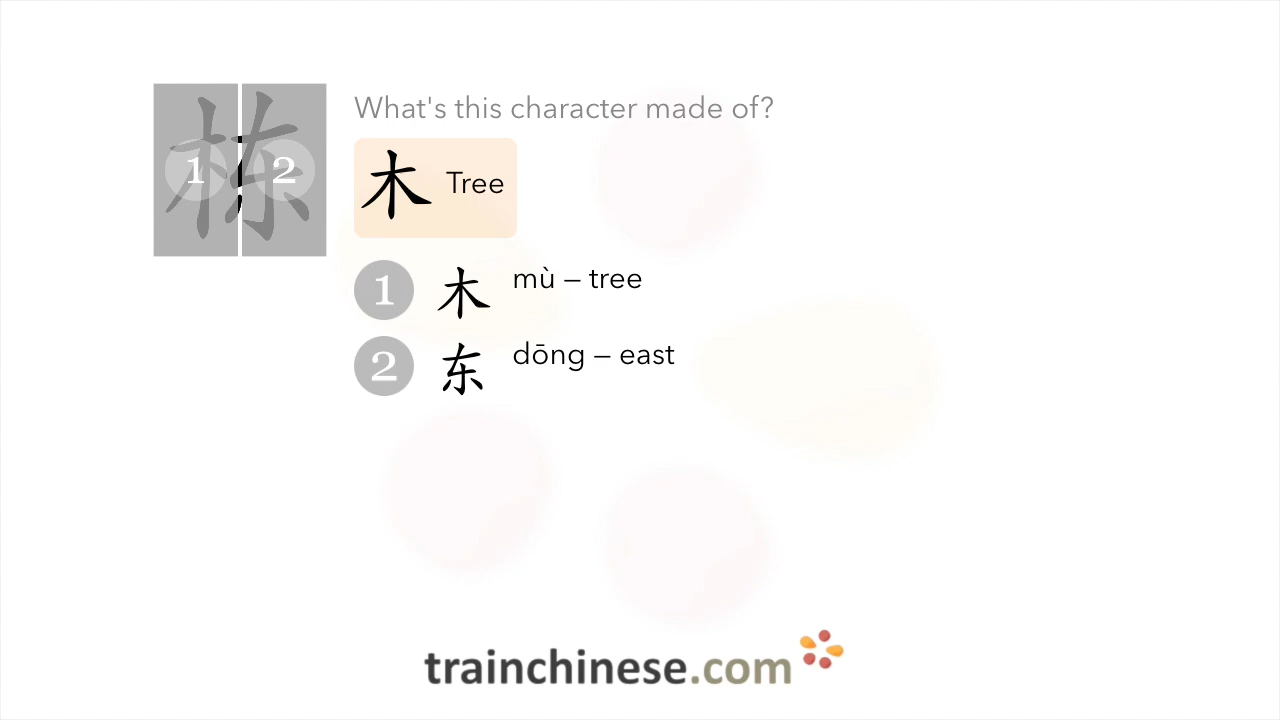 栋
1 2
What's this character made of?
木 Tree
1 木 mù – tree
2 东 dōng – east
trainchinese.com